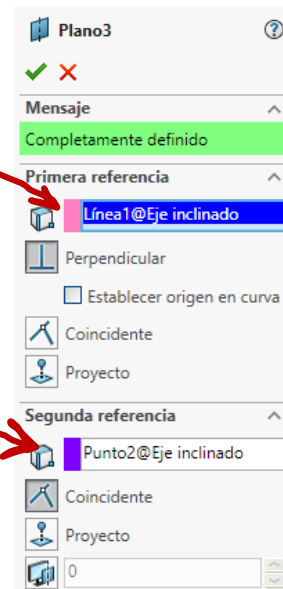 Plano3
Mensaje
Completamente definido
Primera referencia
Línea1@Eje inclinado
Perpendicular
Establecer origen en curva
Coincidente
Proyecto
Segunda referencia
Punto2@Eje inclinado
Coincidente
Proyecto
0